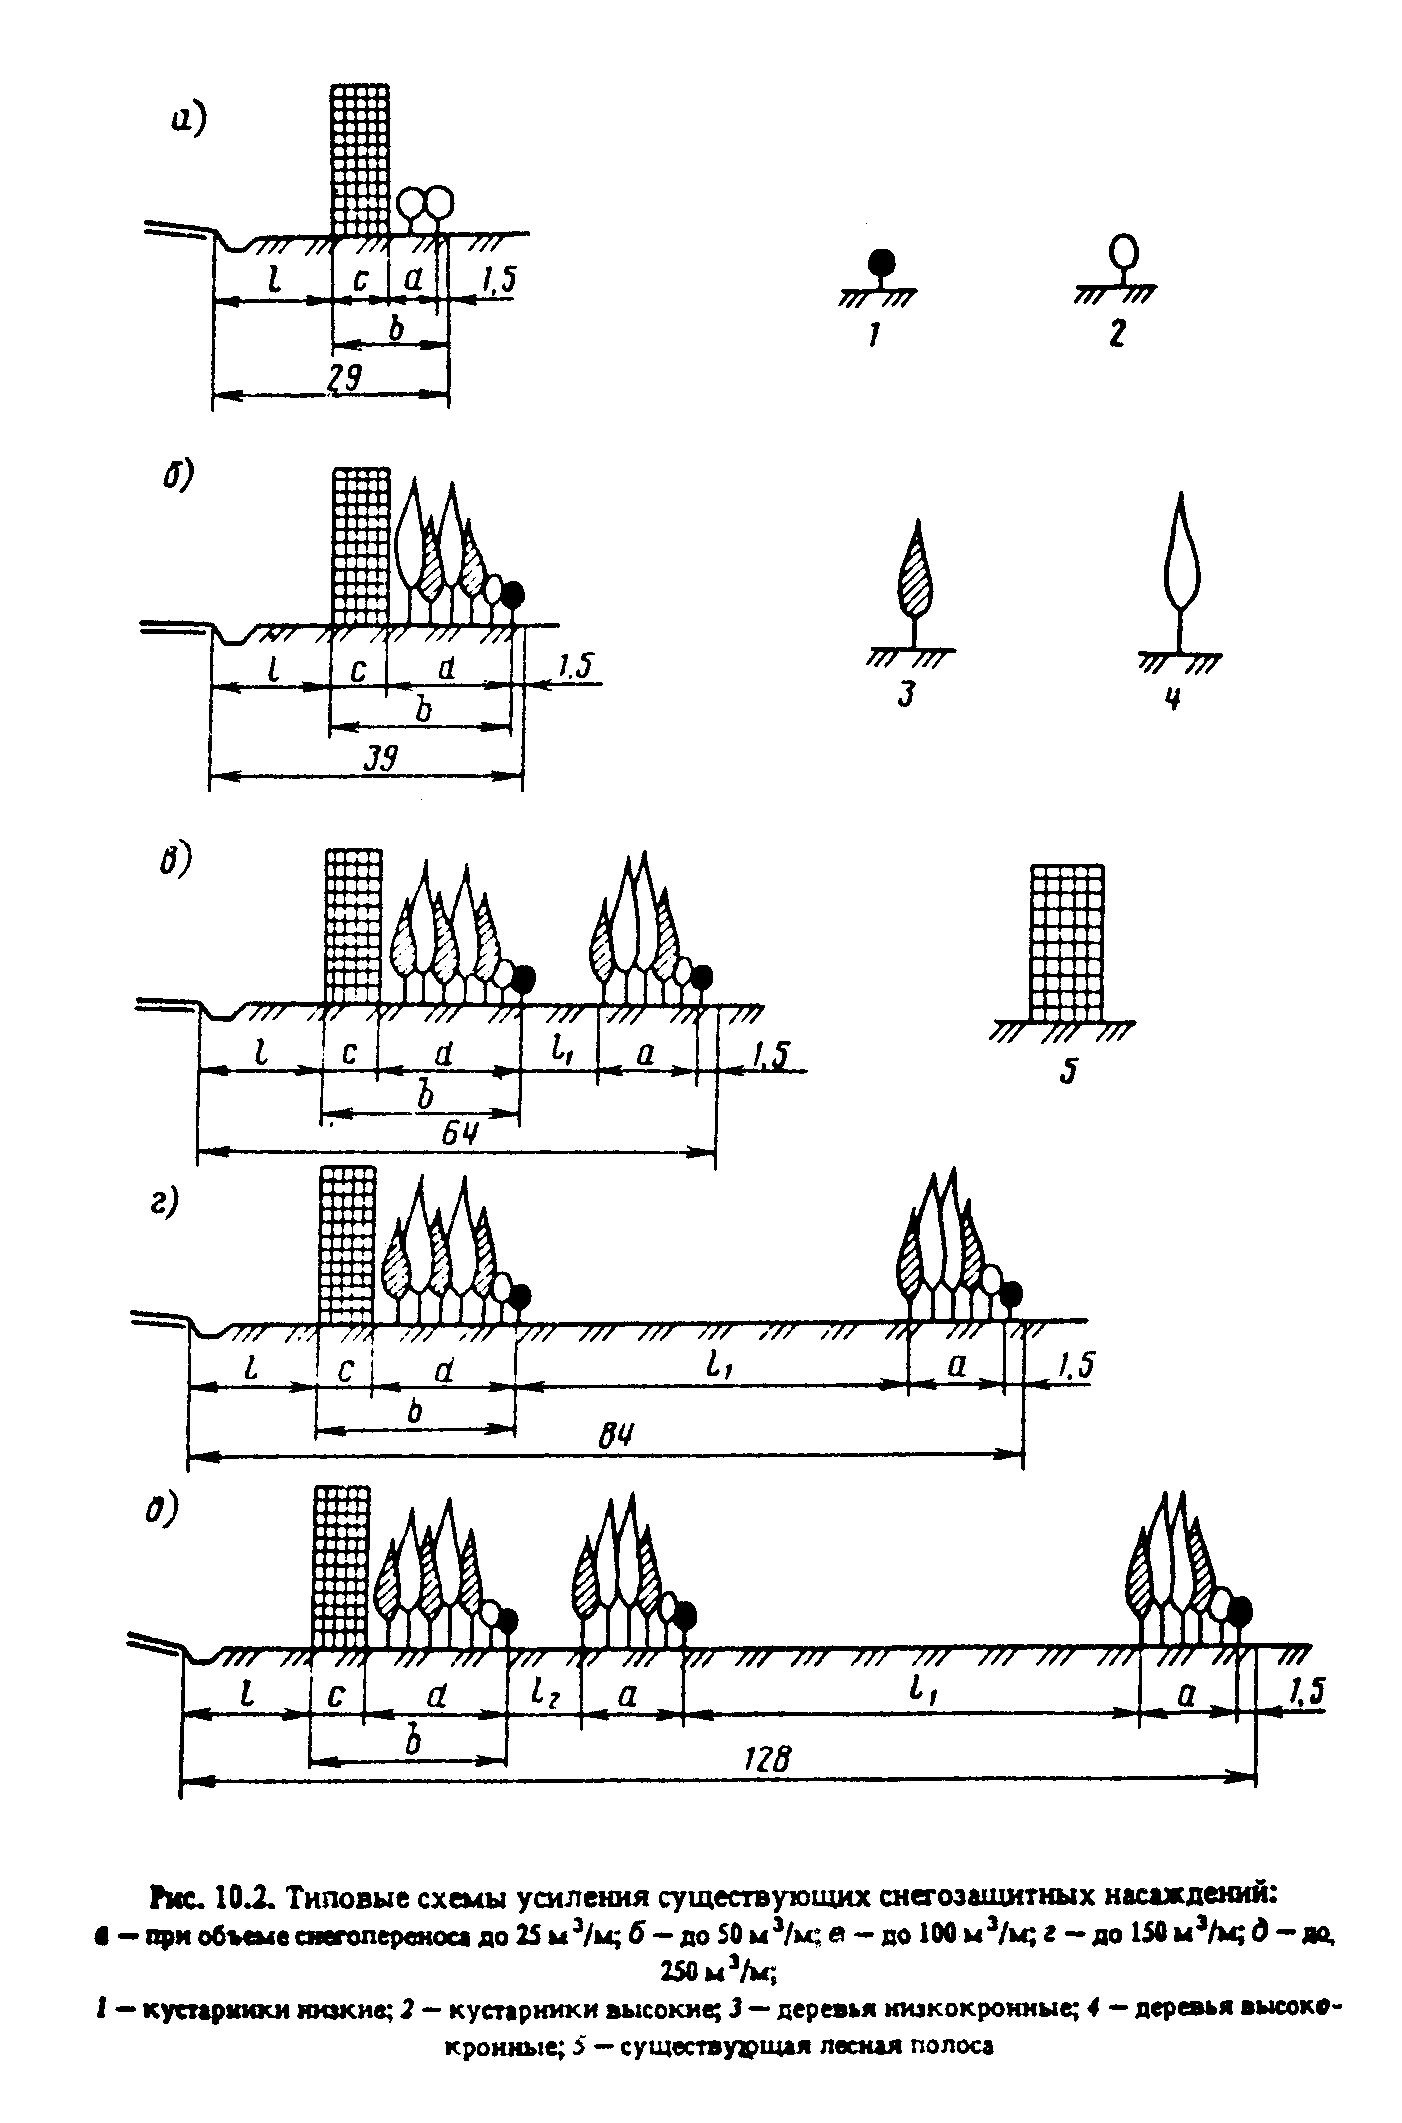 а)
l c a 1,5
b
29
1 2
б)
l c d 1,5
b
39
3 4
в)
l c d l₁ a 1,5
b
64
5
г)
l c d l₁ a 1,5
b
84
д)
l c d l₂ a l₁ a 1,5
b
128
Рис. 10.2. Типовые схемы усиления существующих снегозащитных насаждений:
а — при объеме снегопереноса до 25 м³/м; б — до 50 м³/м; в — до 100 м³/м; г — до 150 м³/м; д — до
250 м³/м;
1 — кустарники низкие; 2 — кустарники высокие; 3 — деревья низкокронные; 4 — деревья высоко-
кронные; 5 — существующая лесная полоса